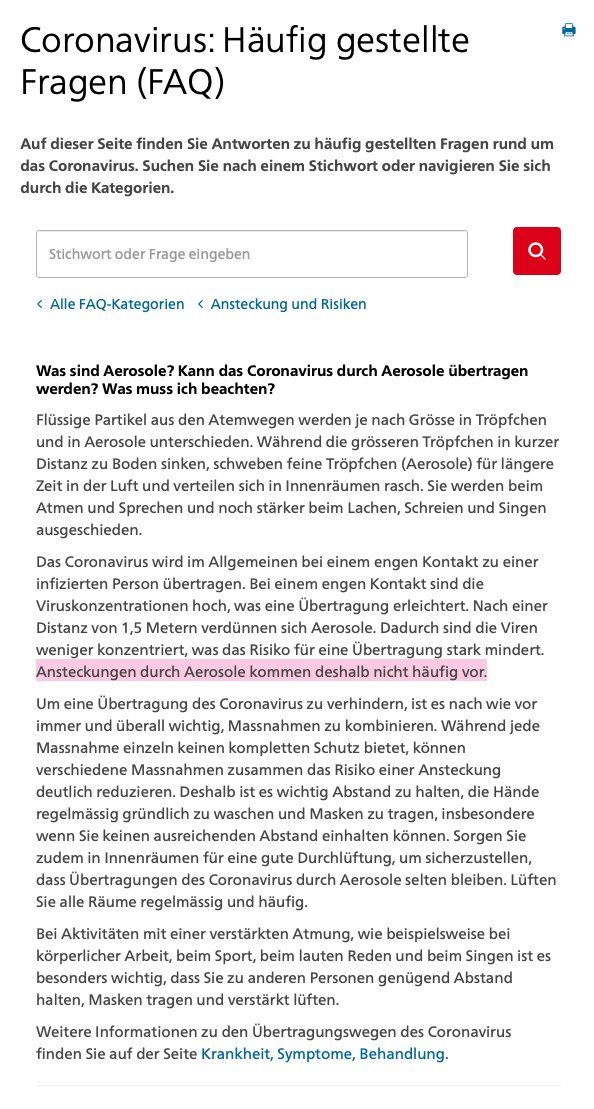 Coronavirus: Häufig gestellte
Fragen (FAQ)
Auf dieser Seite finden Sie Antworten zu häufig gestellten Fragen rund um
das Coronavirus. Suchen Sie nach einem Stichwort oder navigieren Sie sich
durch die Kategorien.
Stichwort oder Frage eingeben
Alle FAQ-Kategorien Ansteckung und Risiken
Was sind Aerosole? Kann das Coronavirus durch Aerosole übertragen
werden? Was muss ich beachten?
Flüssige Partikel aus den Atemwegen werden je nach Grösse in Tröpfchen
und in Aerosole unterschieden. Während die grösseren Tröpfchen in kurzer
Distanz zu Boden sinken, schweben feine Tröpfchen (Aerosole) für längere
Zeit in der Luft und verteilen sich in Innenräumen rasch. Sie werden beim
Atmen und Sprechen und noch stärker beim Lachen, Schreien und Singen
ausgeschieden.
Das Coronavirus wird im Allgemeinen bei einem engen Kontakt zu einer
infizierten Person übertragen. Bei einem engen Kontakt sind die
Viruskonzentrationen hoch, was eine Übertragung erleichtert. Nach einer
Distanz von 1,5 Metern verdünnen sich Aerosole. Dadurch sind die Viren
weniger konzentriert, was das Risiko für eine Übertragung stark mindert.
Ansteckungen durch Aerosole kommen deshalb nicht häufig vor.
Um eine Übertragung des Coronavirus zu verhindern, ist es nach wie vor
immer und überall wichtig, Massnahmen zu kombinieren. Während jede
Massnahme einzeln keinen kompletten Schutz bietet, können
verschiedene Massnahmen zusammen das Risiko einer Ansteckung
deutlich reduzieren. Deshalb ist es wichtig Abstand zu halten, die Hände
regelmässig gründlich zu waschen und Masken zu tragen, insbesondere
wenn Sie keinen ausreichenden Abstand einhalten können. Sorgen Sie
zudem in Innenräumen für eine gute Durchlüftung, um sicherzustellen,
dass Übertragungen des Coronavirus durch Aerosole selten bleiben. Lüften
Sie alle Räume regelmässig und häufig.
Bei Aktivitäten mit einer verstärkten Atmung, wie beispielsweise bei
körperlicher Arbeit, beim Sport, beim lauten Reden und beim Singen ist es
besonders wichtig, dass Sie zu anderen Personen genügend Abstand
halten, Masken tragen und verstärkt lüften.
Weitere Informationen zu den Übertragungswegen des Coronavirus
finden Sie auf der Seite Krankheit, Symptome, Behandlung.